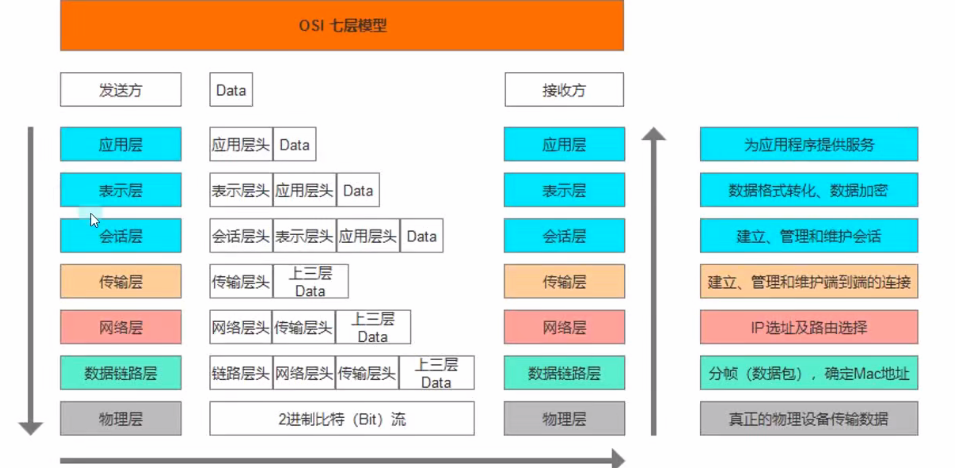 OSI 七层模型
发送方 Data 接收方
应用层 应用层头 Data 应用层 为应用程序提供服务
表示层 表示层头 应用层头 Data 表示层 数据格式转化、数据加密
会话层 会话层头 表示层头 应用层头 Data 会话层 建立、管理和维护会话
传输层 传输层头 上三层 Data 传输层 建立、管理和维护端到端的连接
网络层 网络层头 传输层头 上三层 Data 网络层 IP选址及路由选择
数据链路层 链路层头 网络层头 传输层头 上三层 Data 数据链路层 分帧（数据包），确定Mac地址
物理层 2进制比特（Bit）流 物理层 真正的物理设备传输数据